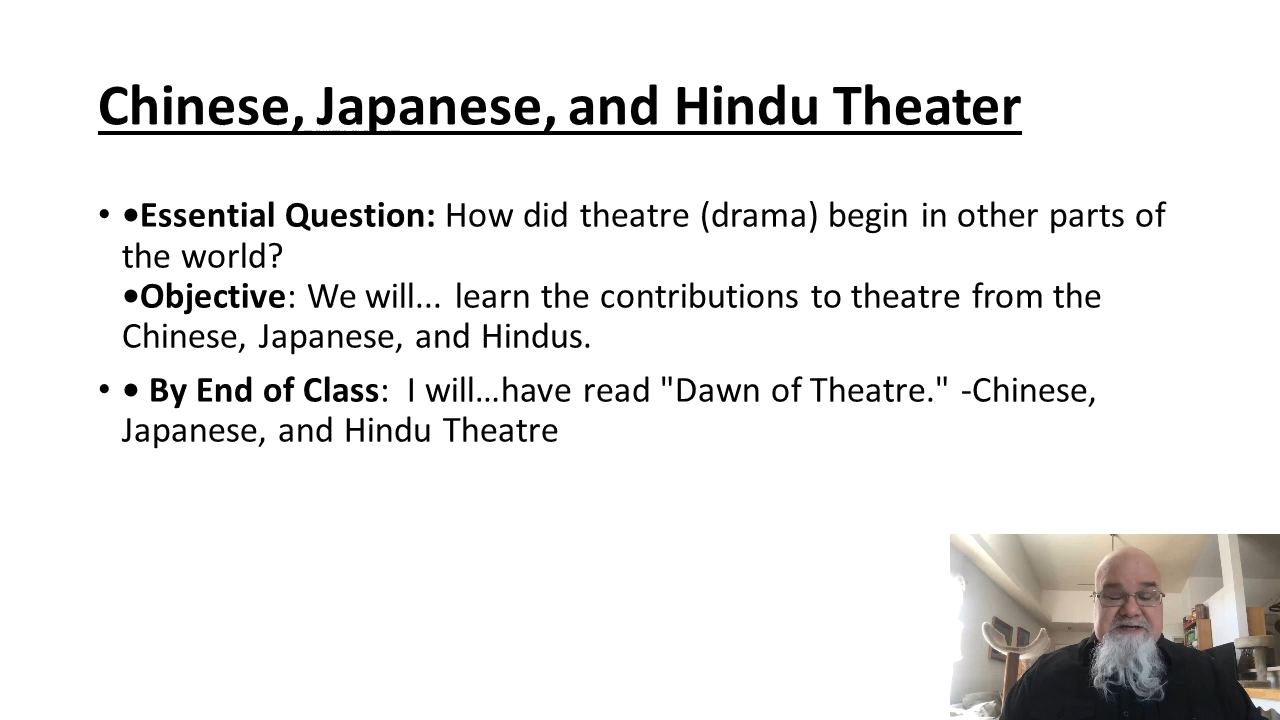 Chinese, Japanese, and Hindu Theater
• •Essential Question: How did theatre (drama) begin in other parts of
the world?
•Objective: We will... learn the contributions to theatre from the
Chinese, Japanese, and Hindus.
• • By End of Class:  I will...have read "Dawn of Theatre." -Chinese,
Japanese, and Hindu Theatre